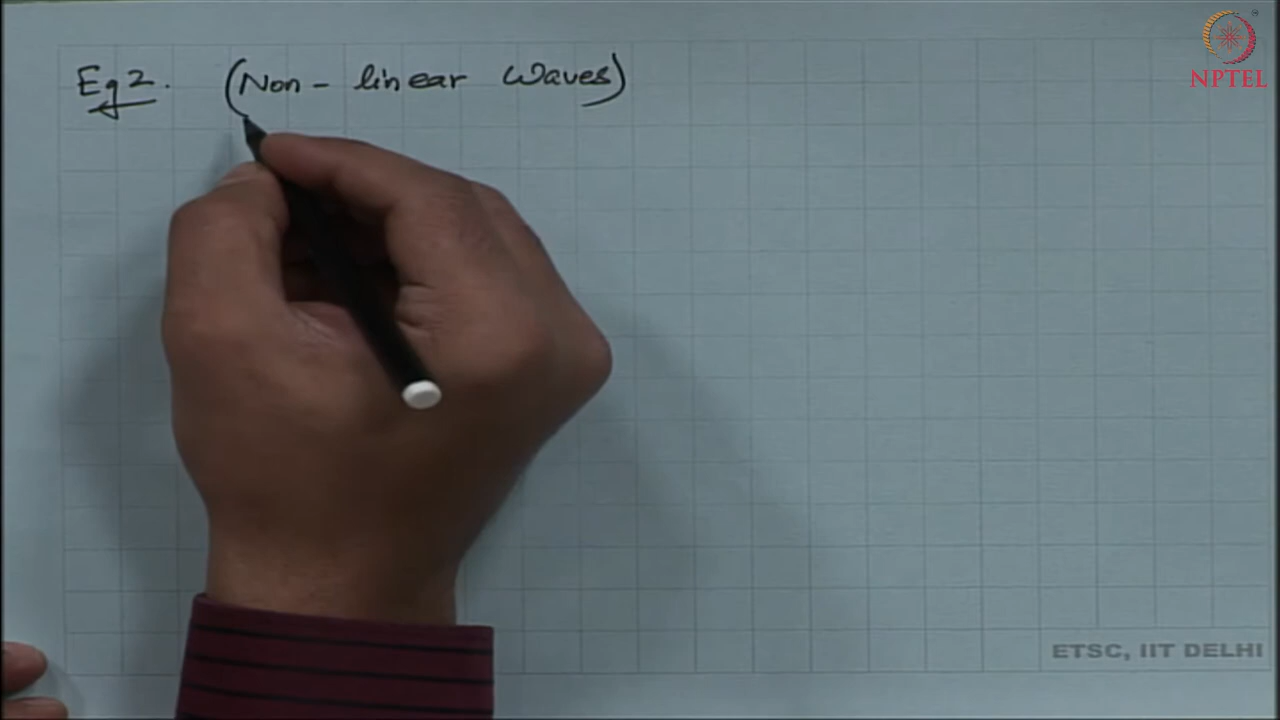 Eg 2. (Non-linear Waves)
NPTEL
ETSC, IIT DELHI